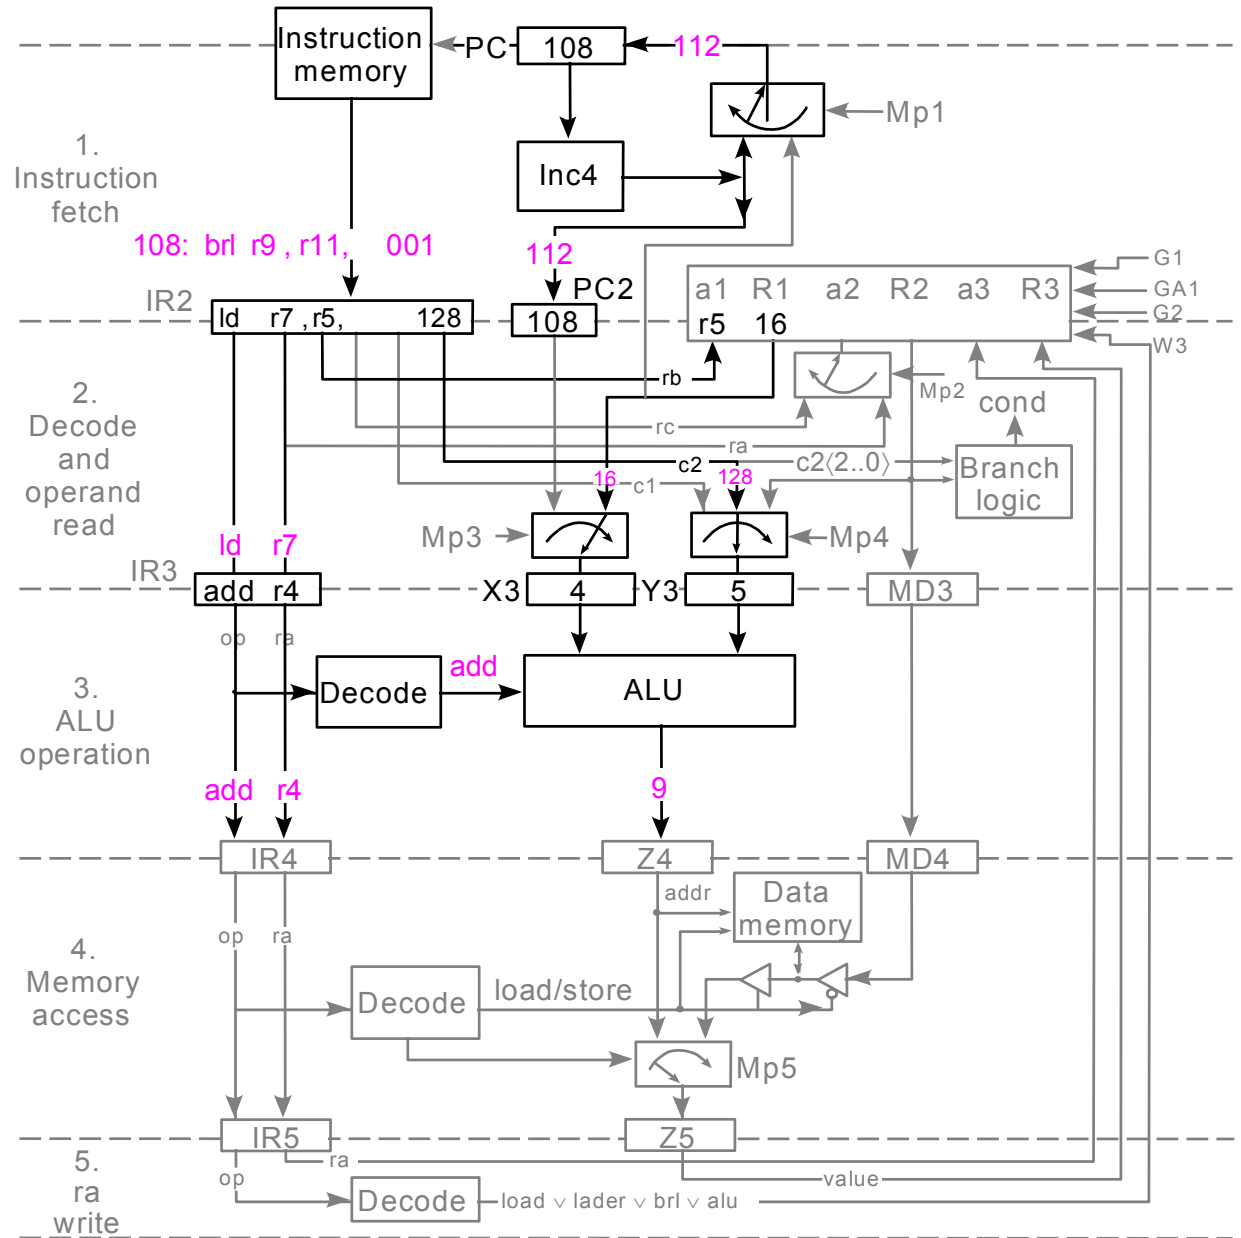 Instruction
memory
PC
108
112
Mp1
1.
Instruction
fetch
Inc4
108: brl r9 , r11, 001
112
IR2
ld r7 , r5, 128
PC2
108
a1 R1 a2 R2 a3 R3
r5 16
G1
GA1
G2
W3
2.
Decode
and
operand
read
rb
Mp2
cond
rc
ra
c2
c2⟨2..0⟩
Branch
logic
16
c1
128
Mp3
Mp4
ld r7
IR3
add r4
X3
4
Y3
5
MD3
op ra
3.
ALU
operation
Decode
add
ALU
add r4
9
IR4
Z4
MD4
addr
Data
memory
op ra
4.
Memory
access
Decode
load/store
Mp5
IR5
Z5
5.
ra
write
ra
op
value
Decode
load ∨ lader ∨ brl ∨ alu